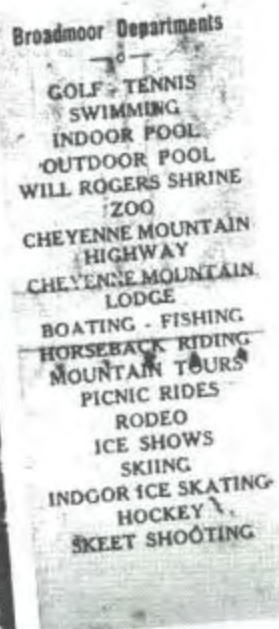 Broadmoor Departments
GOLF - TENNIS
SWIMMING
INDOOR POOL
OUTDOOR POOL
WILL ROGERS SHRINE
ZOO
CHEYENNE MOUNTAIN
HIGHWAY
CHEYENNE MOUNTAIN
LODGE
BOATING - FISHING
HORSEBACK RIDING
MOUNTAIN TOURS
PICNIC RIDES
RODEO
ICE SHOWS
SKIING
INDOOR ICE SKATING
HOCKEY
SKEET SHOOTING